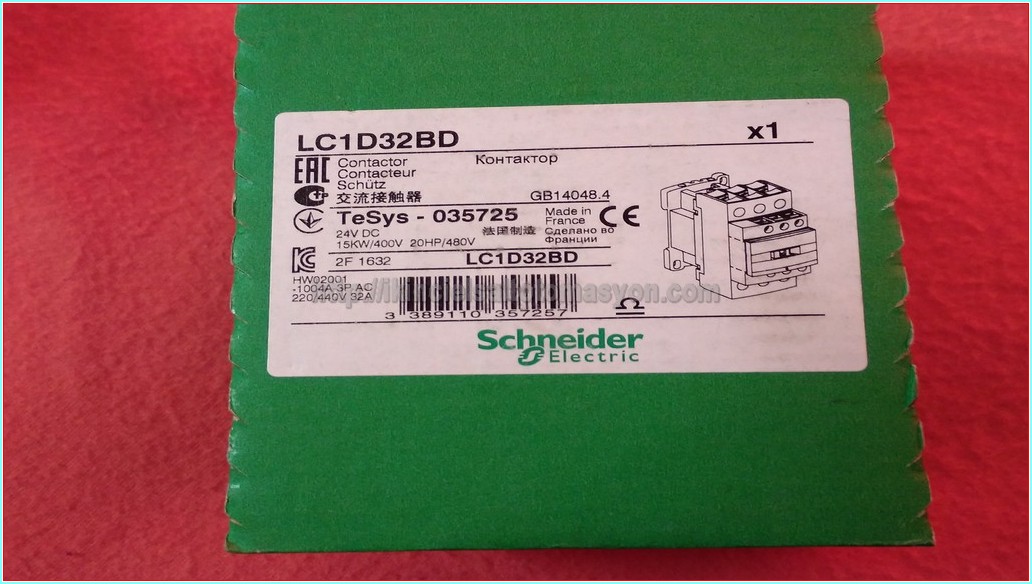 LC1D32BD x1
EAC Contactor Контактор
Contacteur
Schütz
交流接触器 GB14048.4
TeSys - 035725 Made in France CE
24V DC 法国制造 Сделано во Франции
15KW/400V 20HP/480V
2F 1632 LC1D32BD
HW02001
-1004A 3P AC
220/440V 32A
3 389110 357257
Schneider
Electric